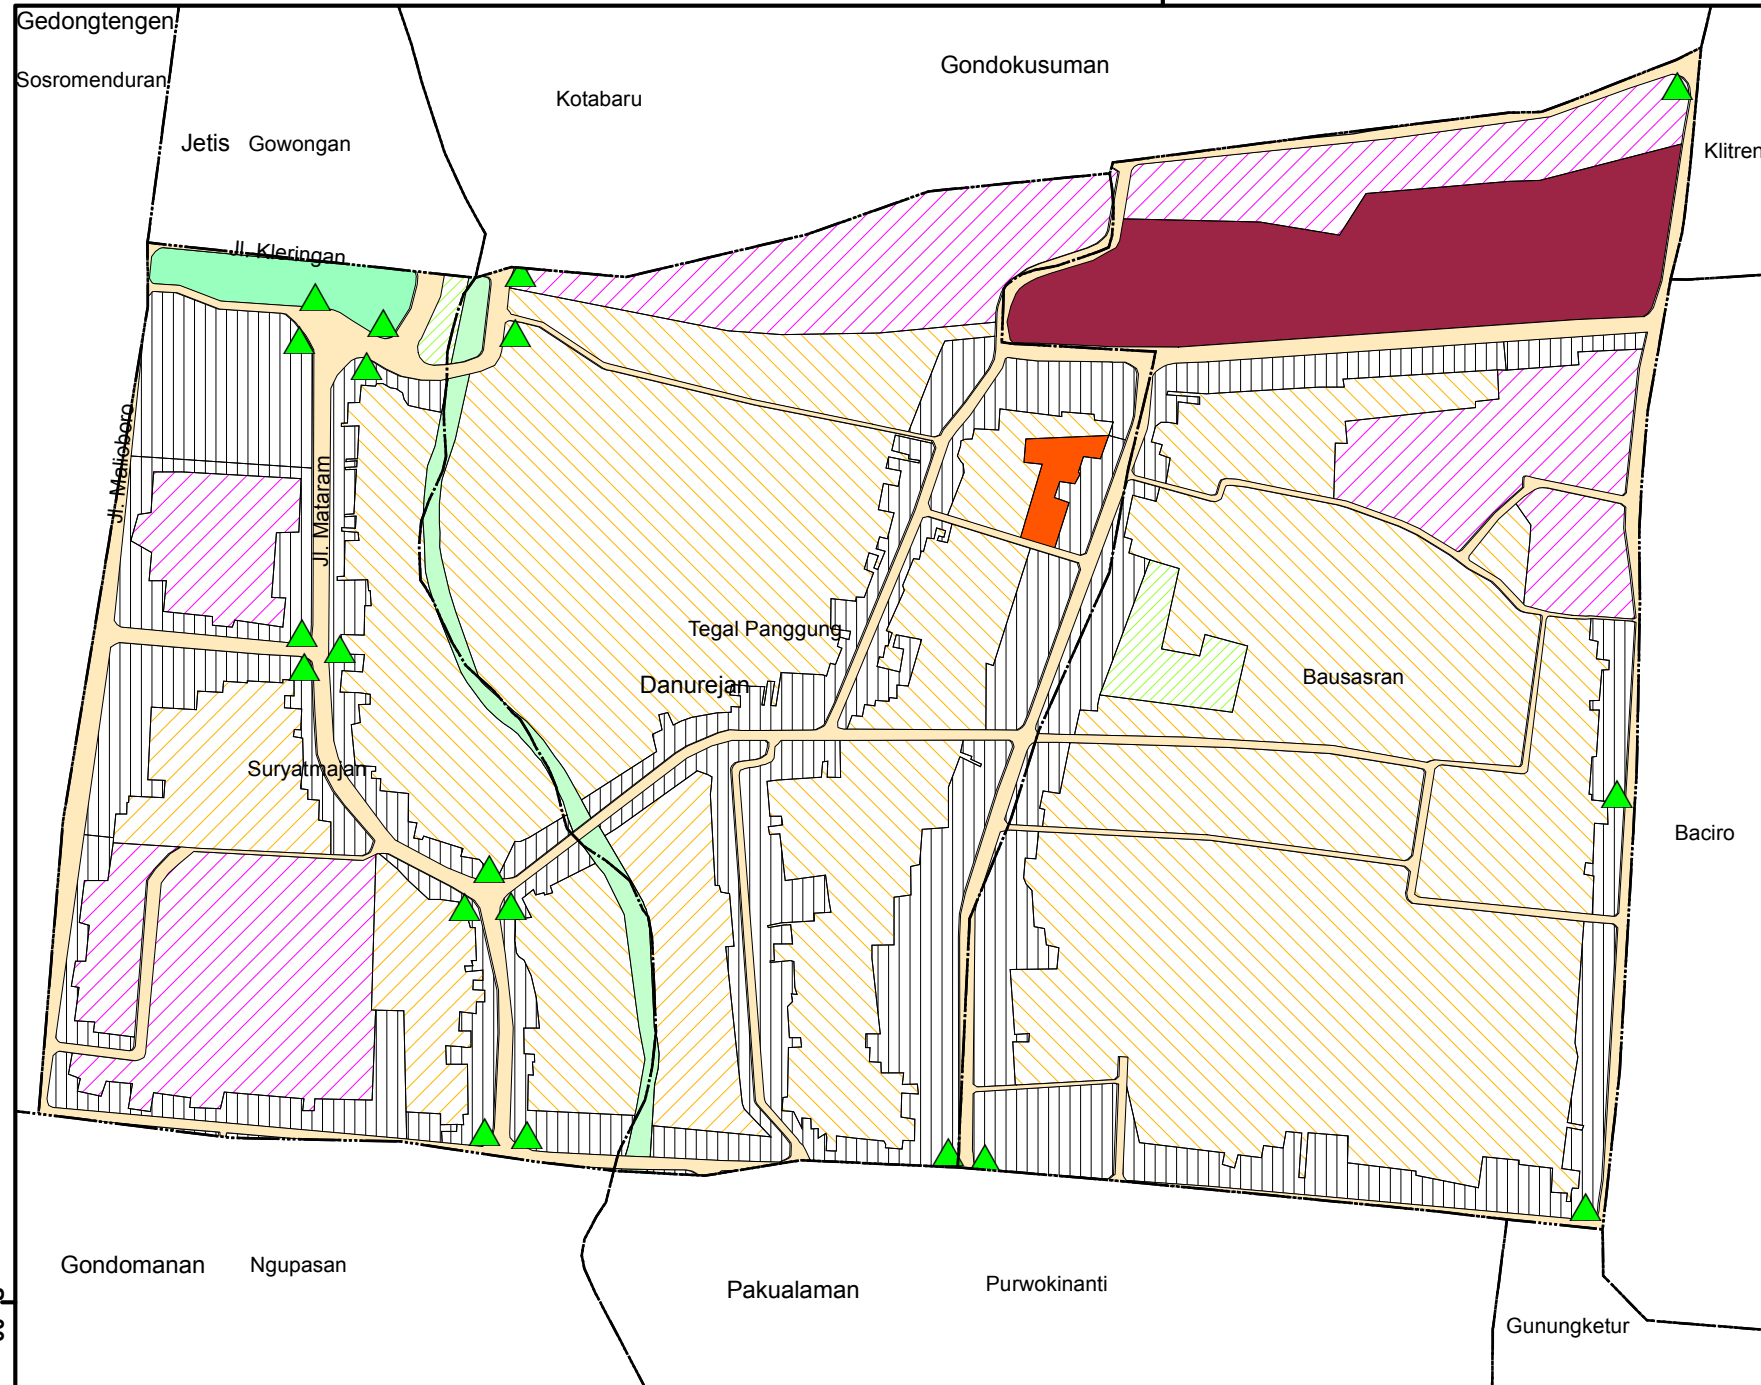 Gedongtengen
Gondokusuman
Sosromenduran
Kotabaru
Jetis Gowongan
Klitren
Jl. Kleringan
Jl. Malioboro
Jl. Mataram
Tegal Panggung
Danurejan
Bausasran
Suryatmajan
Baciro
Gondomanan Ngupasan
Pakualaman
Purwokinanti
Gunungketur